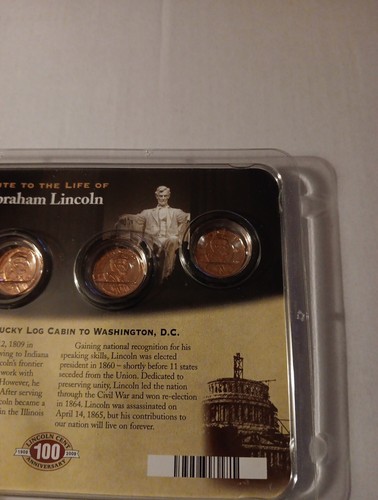 UTE TO THE LIFE OF
braham Lincoln
UCKY LOG CABIN TO WASHINGTON, D.C.
2, 1809 in
ving to Indiana
coln's frontier
work with
However, he
After serving
coln became a
in the Illinois
Gaining national recognition for his
speaking skills, Lincoln was elected
president in 1860 – shortly before 11 states
seceded from the Union. Dedicated to
preserving unity, Lincoln led the nation
through the Civil War and won re-election
in 1864. Lincoln was assassinated on
April 14, 1865, but his contributions to
our nation will live on forever.
LINCOLN CENT
1909 100 2009
ANNIVERSARY